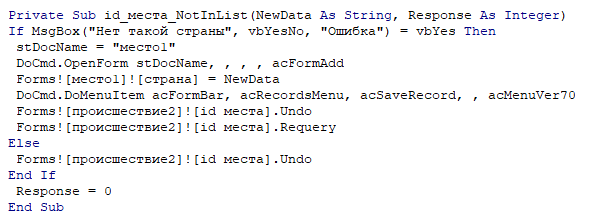 Private Sub id_места_NotInList(NewData As String, Response As Integer)
If MsgBox("Нет такой страны", vbYesNo, "Ошибка") = vbYes Then
stDocName = "место1"
DoCmd.OpenForm stDocName, , , , acFormAdd
Forms![место1]![страна] = NewData
DoCmd.DoMenuItem acFormBar, acRecordsMenu, acSaveRecord, , acMenuVer70
Forms![происшествие2]![id места].Undo
Forms![происшествие2]![id места].Requery
Else
Forms![происшествие2]![id места].Undo
End If
Response = 0
End Sub